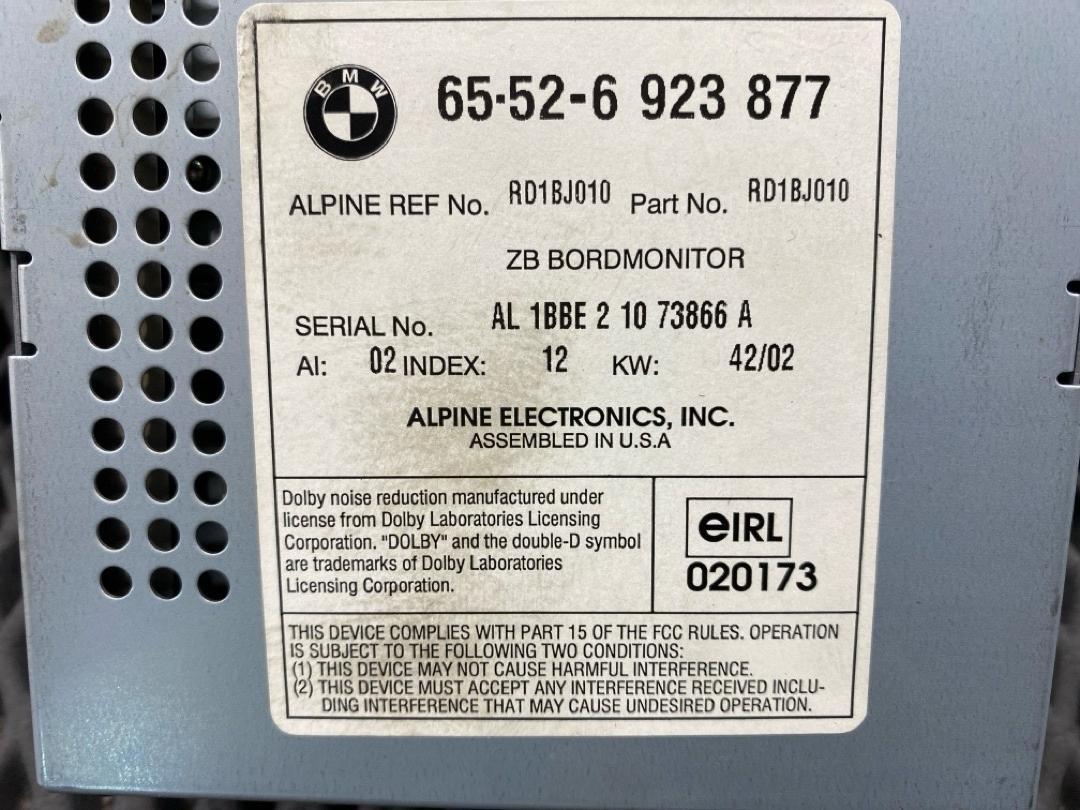 BMW
65-52-6 923 877
ALPINE REF No. RD1BJ010 Part No. RD1BJ010
ZB BORDMONITOR
SERIAL No. AL 1BBE 2 10 73866 A
AI: 02 INDEX: 12 KW: 42/02
ALPINE ELECTRONICS, INC.
ASSEMBLED IN U.S.A
Dolby noise reduction manufactured under
license from Dolby Laboratories Licensing
Corporation. "DOLBY" and the double-D symbol
are trademarks of Dolby Laboratories
Licensing Corporation.
eIRL
020173
THIS DEVICE COMPLIES WITH PART 15 OF THE FCC RULES. OPERATION
IS SUBJECT TO THE FOLLOWING TWO CONDITIONS:
(1) THIS DEVICE MAY NOT CAUSE HARMFUL INTERFERENCE.
(2) THIS DEVICE MUST ACCEPT ANY INTERFERENCE RECEIVED INCLU-
DING INTERFERENCE THAT MAY CAUSE UNDESIRED OPERATION.